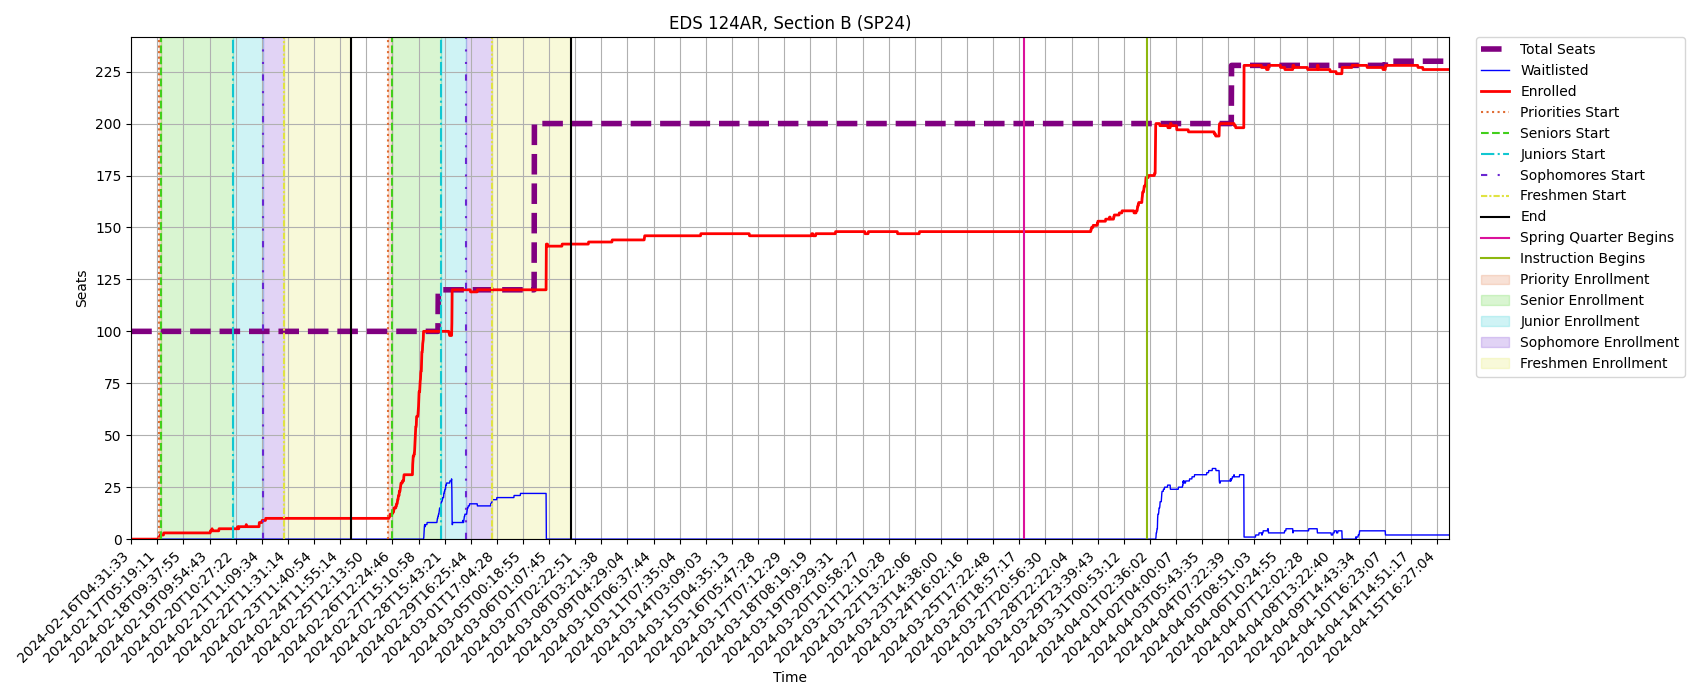 EDS 124AR, Section B (SP24)
Seats
225
200
175
150
125
100
75
50
25
0
2024-02-16T04:31:33
2024-02-17T05:19:11
2024-02-18T09:37:55
2024-02-19T09:54:43
2024-02-20T10:27:22
2024-02-21T11:09:34
2024-02-22T11:31:14
2024-02-23T11:40:54
2024-02-24T11:55:14
2024-02-25T12:13:50
2024-02-26T12:24:46
2024-02-27T15:10:58
2024-02-28T15:43:21
2024-02-29T16:25:44
2024-03-01T17:04:28
2024-03-05T00:18:55
2024-03-06T01:07:45
2024-03-07T02:22:51
2024-03-08T03:21:38
2024-03-09T04:29:04
2024-03-10T06:37:44
2024-03-11T07:35:04
2024-03-14T03:09:03
2024-03-15T04:35:13
2024-03-16T05:47:28
2024-03-17T07:12:29
2024-03-18T08:19:19
2024-03-19T09:29:31
2024-03-20T10:58:27
2024-03-21T12:10:28
2024-03-22T13:22:06
2024-03-23T14:38:00
2024-03-24T16:02:16
2024-03-25T17:22:48
2024-03-26T18:57:17
2024-03-27T20:56:30
2024-03-28T22:22:04
2024-03-29T23:39:43
2024-03-31T00:53:12
2024-04-01T02:36:02
2024-04-02T04:00:07
2024-04-03T05:43:35
2024-04-04T07:22:39
2024-04-05T08:51:03
2024-04-06T10:24:55
2024-04-07T12:02:28
2024-04-08T13:22:40
2024-04-09T14:43:34
2024-04-10T16:23:07
2024-04-14T14:51:17
2024-04-15T16:27:04
Time
Total Seats
Waitlisted
Enrolled
Priorities Start
Seniors Start
Juniors Start
Sophomores Start
Freshmen Start
End
Spring Quarter Begins
Instruction Begins
Priority Enrollment
Senior Enrollment
Junior Enrollment
Sophomore Enrollment
Freshmen Enrollment